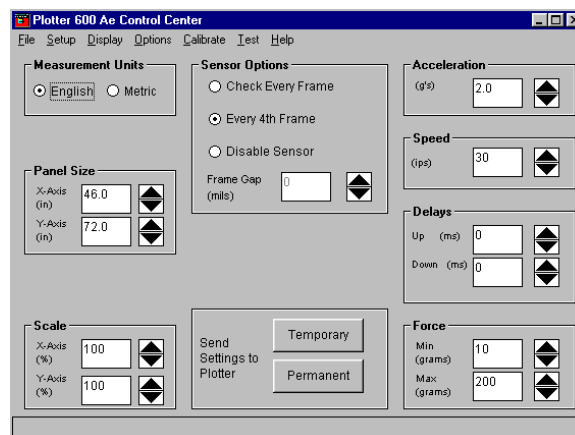 Plotter 600 Ae Control Center
File Setup Display Options Calibrate Test Help
Measurement Units
English Metric
Panel Size
X-Axis (in) 46.0
Y-Axis (in) 72.0
Scale
X-Axis (%) 100
Y-Axis (%) 100
Sensor Options
Check Every Frame
Every 4th Frame
Disable Sensor
Frame Gap (mils) 0
Send Settings to Plotter
Temporary
Permanent
Acceleration
(g's) 2.0
Speed
(ips) 30
Delays
Up (ms) 0
Down (ms) 0
Force
Min (grams) 10
Max (grams) 200